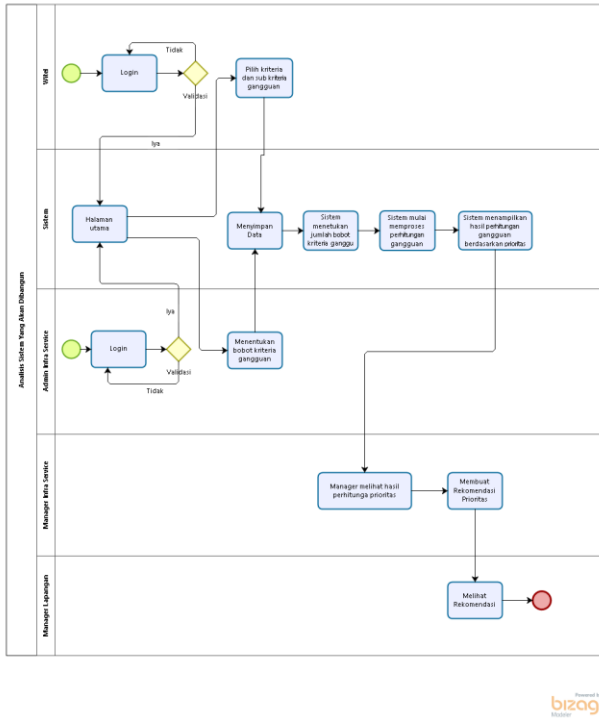 Analisis Sistem Yang Akan Dibangun
Witel
Login
Tidak
Validasi
Iya
Pilih kriteria
dan sub kriteria
gangguan
Sistem
Halaman
utama
Menyimpan
Data
Sistem
menetukan
jumlah bobot
kriteria ganggu
Sistem mulai
memproses
perhitungan
gangguan
Sistem menampilkan
hasil perhitungan
gangguan
berdasarkan prioritas
Admin Infra Service
Login
Iya
Validasi
Tidak
Menentukan
bobot kriteria
gangguan
Manager Infra Service
Manager melihat hasil
perhitunga prioritas
Membuat
Rekomendasi
Prioritas
Manager Lapangan
Melihat
Rekomendasi
Powered b
bizag
Modeler